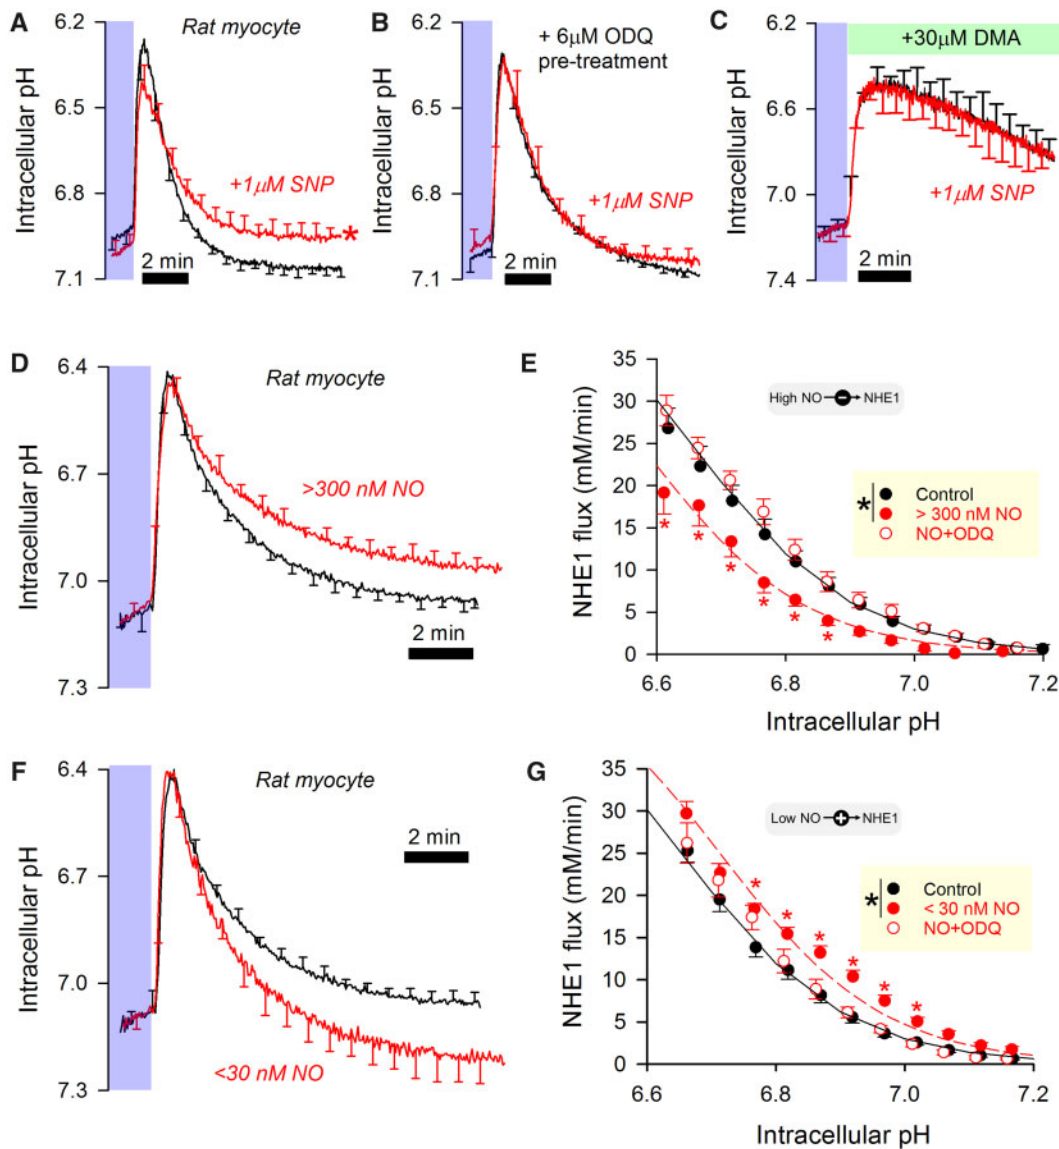 A
Rat myocyte
6.2
6.5
6.8
7.1
Intracellular pH
+1μM SNP
*
2 min
B
+ 6μM ODQ
pre-treatment
6.2
6.5
6.8
7.1
Intracellular pH
+1μM SNP
2 min
C
+30μM DMA
6.2
6.6
7.0
7.4
Intracellular pH
+1μM SNP
2 min
D
Rat myocyte
6.4
6.7
7.0
7.3
Intracellular pH
>300 nM NO
2 min
E
35
30
25
20
15
10
5
0
NHE1 flux (mM/min)
High NO − NHE1
* Control
> 300 nM NO
NO+ODQ
* * * * * *
6.6 6.8 7.0 7.2
Intracellular pH
F
Rat myocyte
6.4
6.7
7.0
7.3
Intracellular pH
2 min
<30 nM NO
G
35
30
25
20
15
10
5
0
NHE1 flux (mM/min)
Low NO + NHE1
* Control
< 30 nM NO
NO+ODQ
* * * * * *
6.6 6.8 7.0 7.2
Intracellular pH